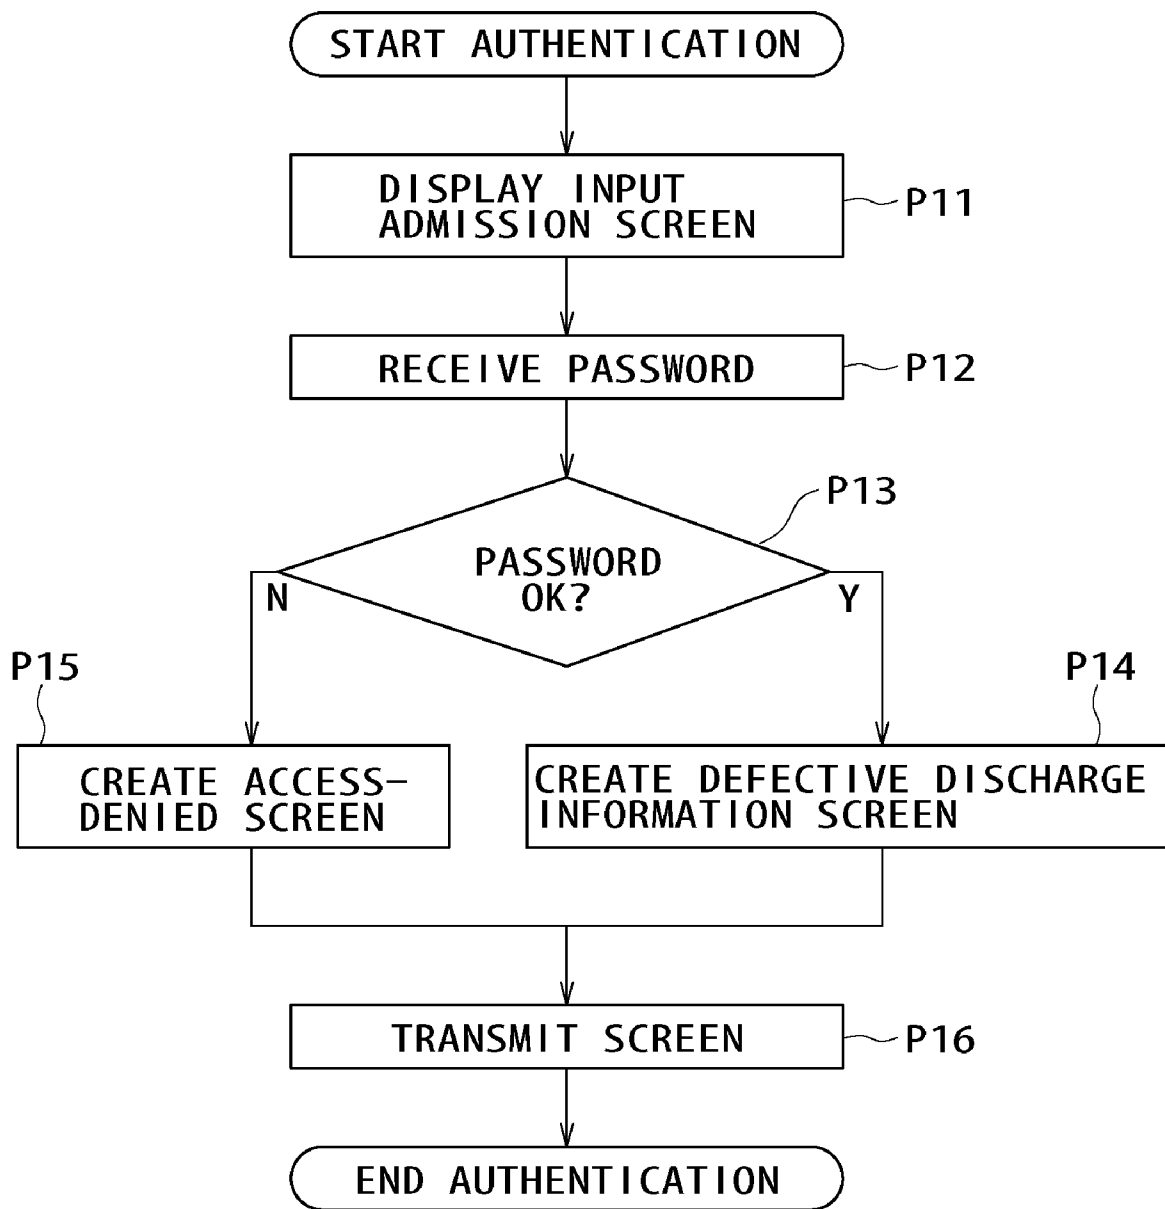 START AUTHENTICATION
DISPLAY INPUT
ADMISSION SCREEN
P11
RECEIVE PASSWORD
P12
P13
PASSWORD
OK?
N
Y
P15
P14
CREATE ACCESS-
DENIED SCREEN
CREATE DEFECTIVE DISCHARGE
INFORMATION SCREEN
TRANSMIT SCREEN
P16
END AUTHENTICATION